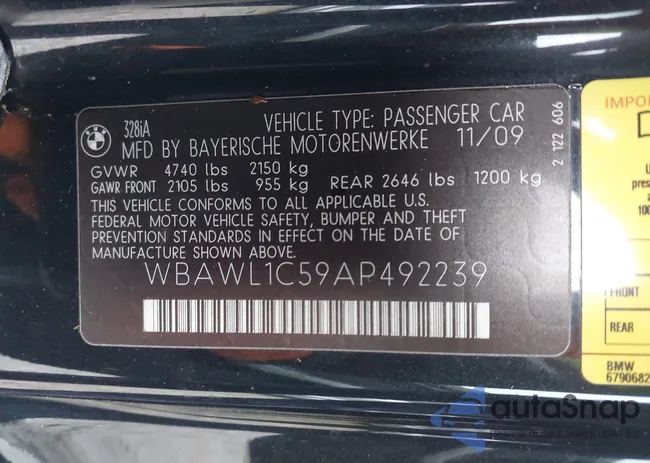 BMW
328iA
VEHICLE TYPE: PASSENGER CAR
MFD BY BAYERISCHE MOTORENWERKE 11/09
GVWR 4740 lbs 2150 kg
GAWR FRONT 2105 lbs 955 kg REAR 2646 lbs 1200 kg
THIS VEHICLE CONFORMS TO ALL APPLICABLE U.S.
FEDERAL MOTOR VEHICLE SAFETY, BUMPER AND THEFT
PREVENTION STANDARDS IN EFFECT ON THE DATE OF
MANUFACTURE SHOWN ABOVE.
WBAWL1C59AP492239
2 122 606
IMPO
FRONT
REAR
BMW
6790682
autoSnap